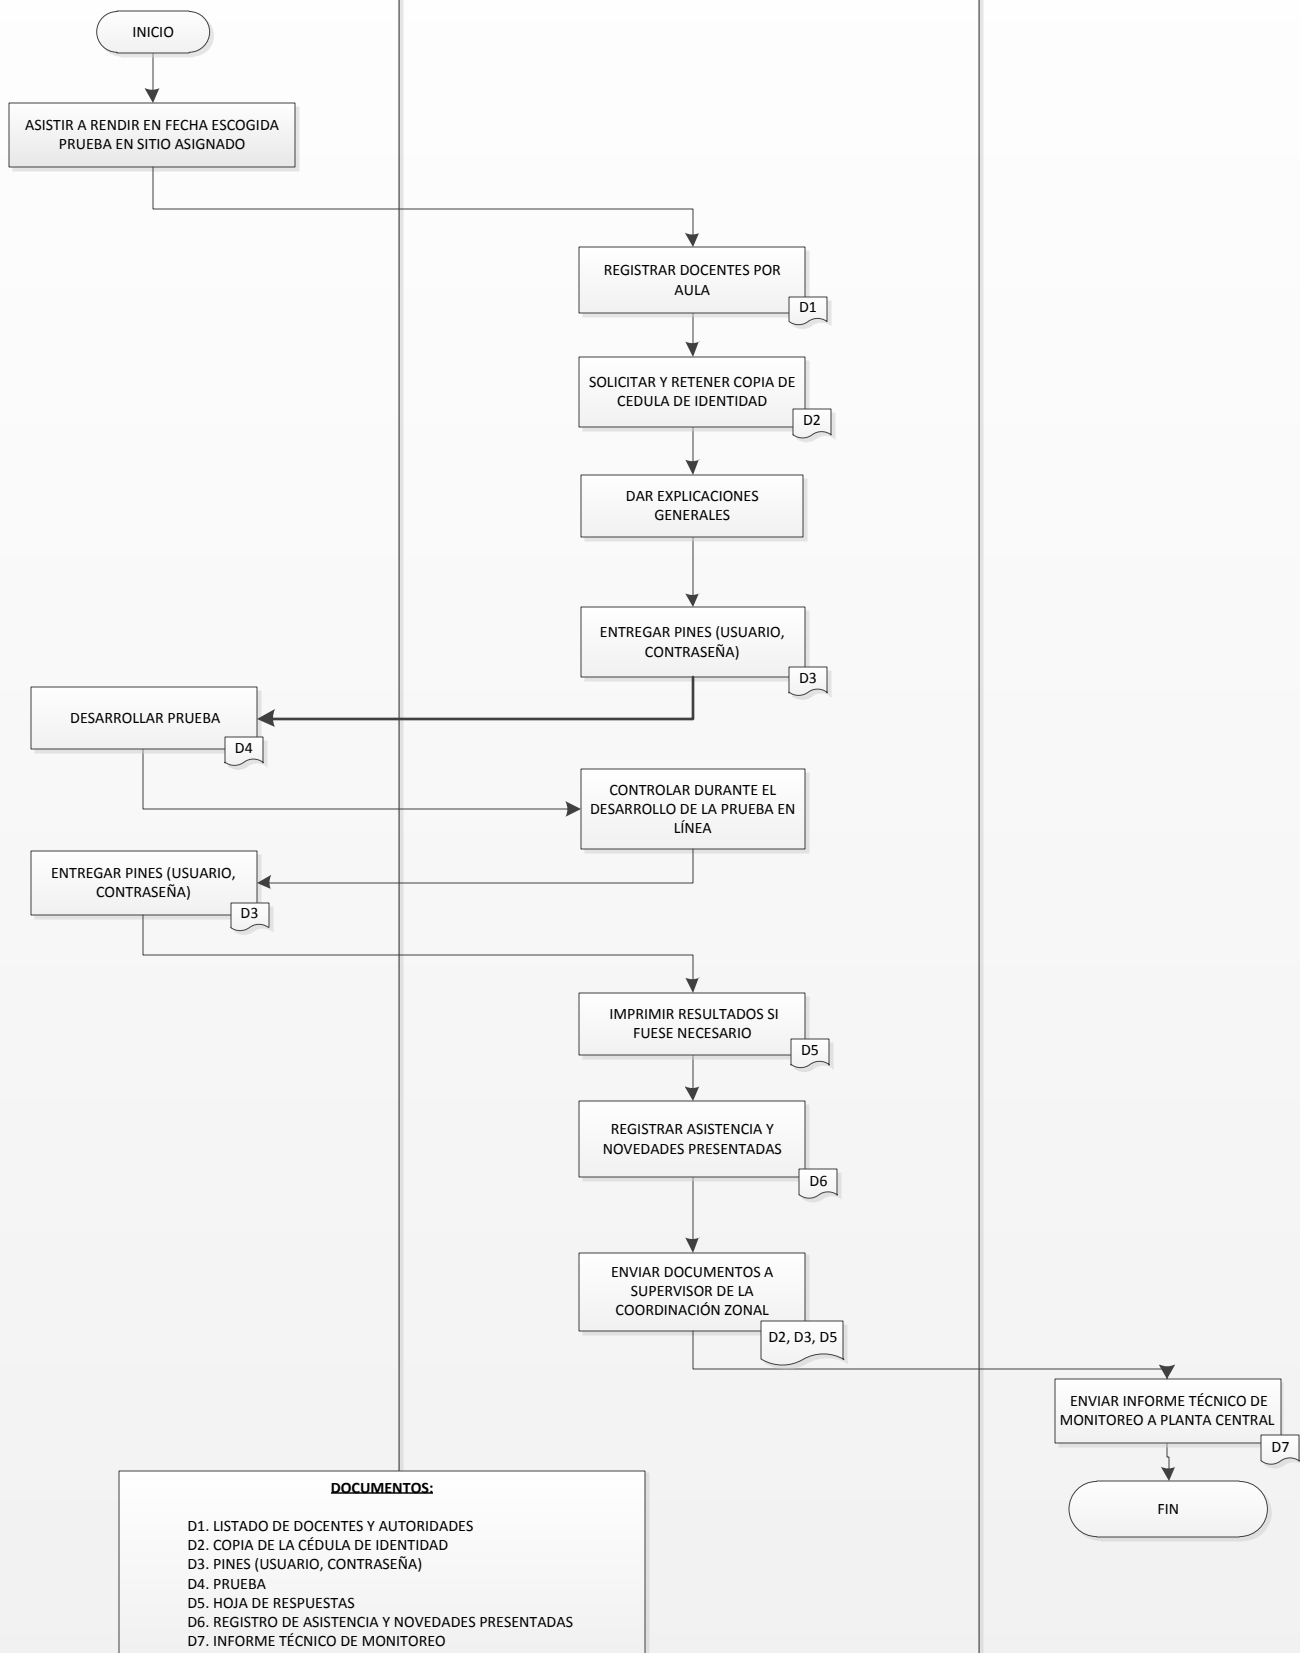 INICIO
ASISTIR A RENDIR EN FECHA ESCOGIDA
PRUEBA EN SITIO ASIGNADO
REGISTRAR DOCENTES POR
AULA
D1
SOLICITAR Y RETENER COPIA DE
CEDULA DE IDENTIDAD
D2
DAR EXPLICACIONES
GENERALES
ENTREGAR PINES (USUARIO,
CONTRASEÑA)
D3
DESARROLLAR PRUEBA
D4
CONTROLAR DURANTE EL
DESARROLLO DE LA PRUEBA EN
LÍNEA
ENTREGAR PINES (USUARIO,
CONTRASEÑA)
D3
IMPRIMIR RESULTADOS SI
FUESE NECESARIO
D5
REGISTRAR ASISTENCIA Y
NOVEDADES PRESENTADAS
D6
ENVIAR DOCUMENTOS A
SUPERVISOR DE LA
COORDINACIÓN ZONAL
D2, D3, D5
ENVIAR INFORME TÉCNICO DE
MONITOREO A PLANTA CENTRAL
D7
FIN
DOCUMENTOS:
D1. LISTADO DE DOCENTES Y AUTORIDADES
D2. COPIA DE LA CÉDULA DE IDENTIDAD
D3. PINES (USUARIO, CONTRASEÑA)
D4. PRUEBA
D5. HOJA DE RESPUESTAS
D6. REGISTRO DE ASISTENCIA Y NOVEDADES PRESENTADAS
D7. INFORME TÉCNICO DE MONITOREO